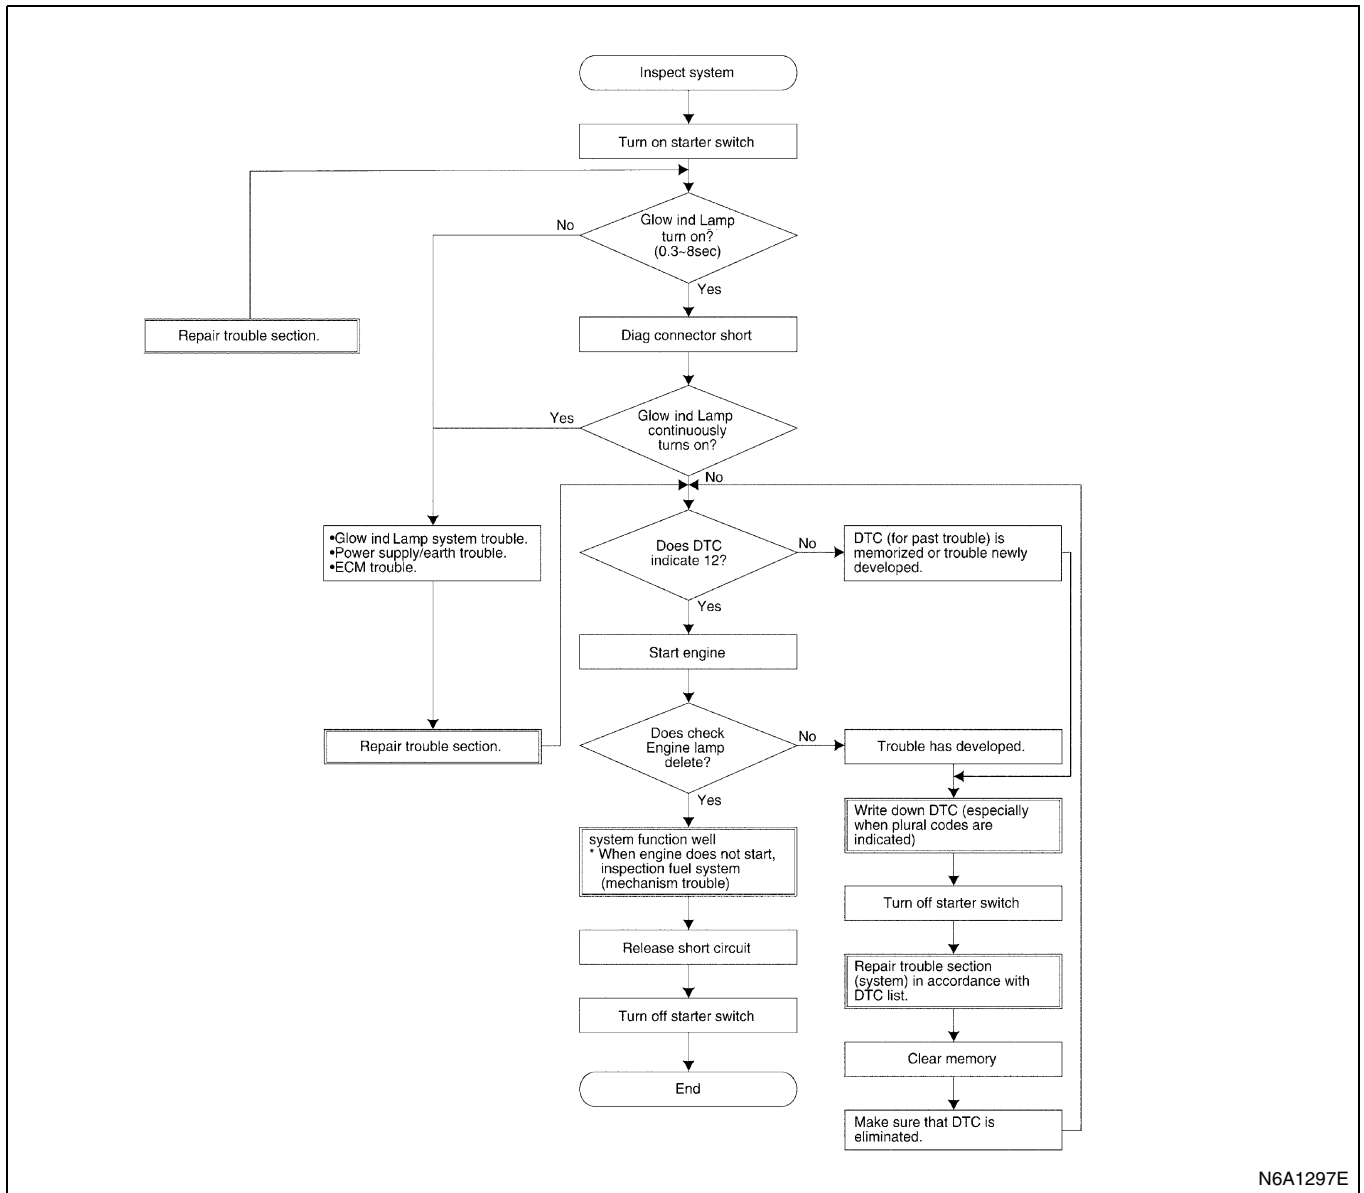 Inspect system
Turn on starter switch
Glow ind Lamp
turn on?
(0.3~8sec)
No
Yes
Repair trouble section.
Diag connector short
Glow ind Lamp
continuously
turns on?
Yes
No
•Glow ind Lamp system trouble.
•Power supply/earth trouble.
•ECM trouble.
Does DTC
indicate 12?
No
DTC (for past trouble) is
memorized or trouble newly
developed.
Yes
Start engine
Repair trouble section.
Does check
Engine lamp
delete?
No
Trouble has developed.
Yes
Write down DTC (especially
when plural codes are
indicated)
system function well
* When engine does not start,
inspection fuel system
(mechanism trouble)
Turn off starter switch
Release short circuit
Repair trouble section
(system) in accordance with
DTC list.
Turn off starter switch
Clear memory
End
Make sure that DTC is
eliminated.
N6A1297E